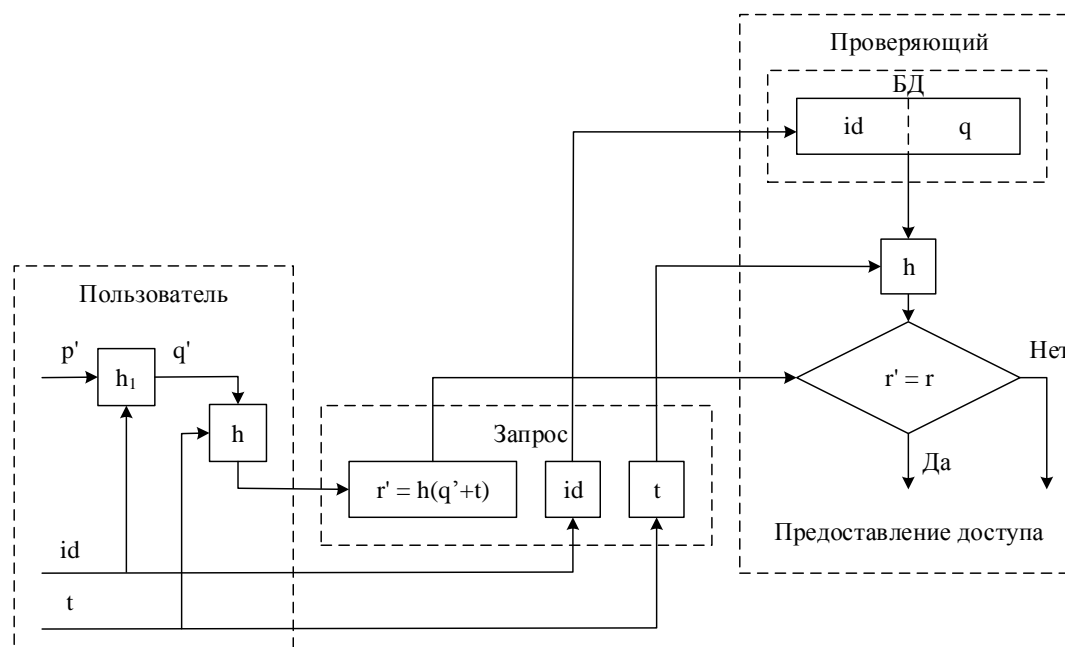 Проверяющий
БД
id
q
h
Пользователь
p'
q'
h₁
h
Нет
r' = r
Запрос
Да
r' = h(q’+t)
id
t
Предоставление доступа
id
t